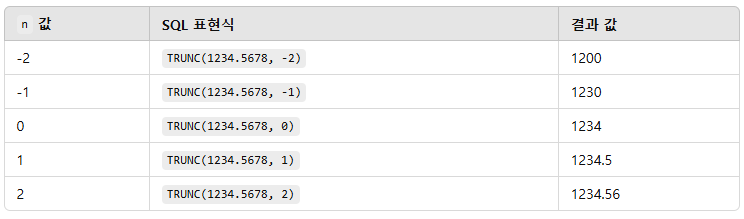 n 값 SQL 표현식 결과 값
-2 TRUNC(1234.5678, -2) 1200
-1 TRUNC(1234.5678, -1) 1230
0 TRUNC(1234.5678, 0) 1234
1 TRUNC(1234.5678, 1) 1234.5
2 TRUNC(1234.5678, 2) 1234.56